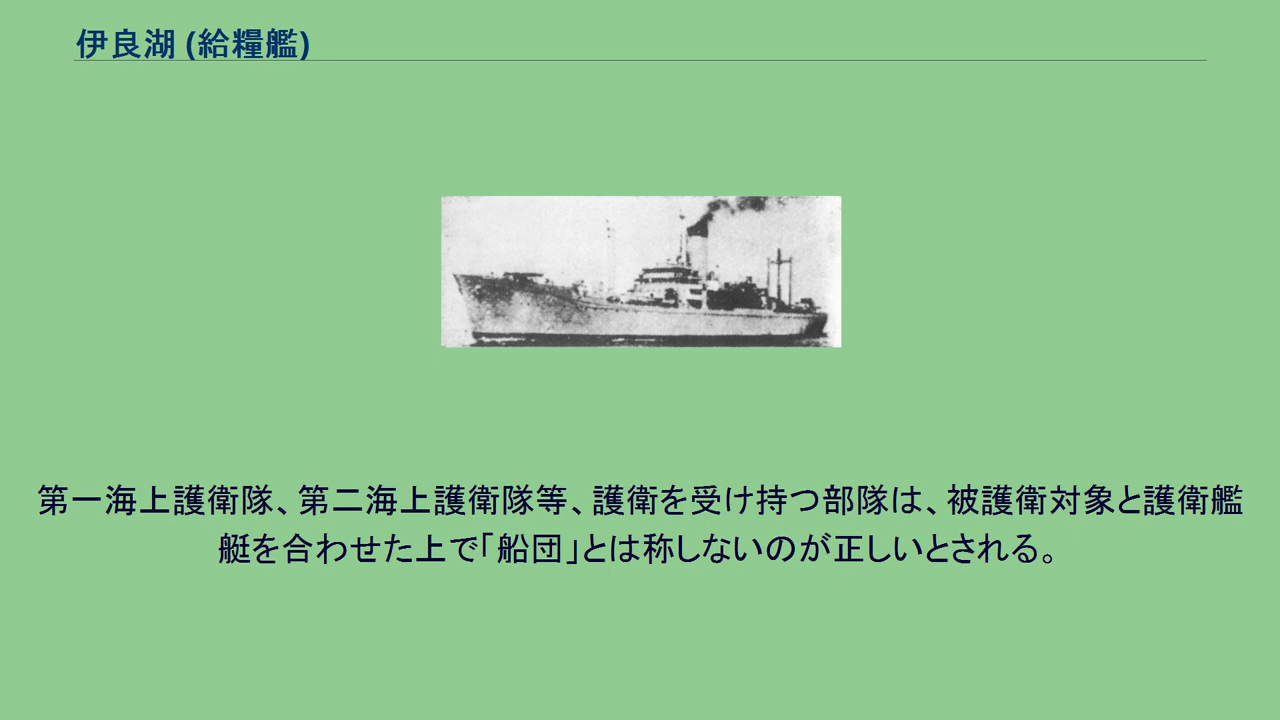 伊良湖 (給糧艦)
第一海上護衛隊、第二海上護衛隊等、護衛を受け持つ部隊は、被護衛対象と護衛艦
艇を合わせた上で「船団」とは称しないのが正しいとされる。